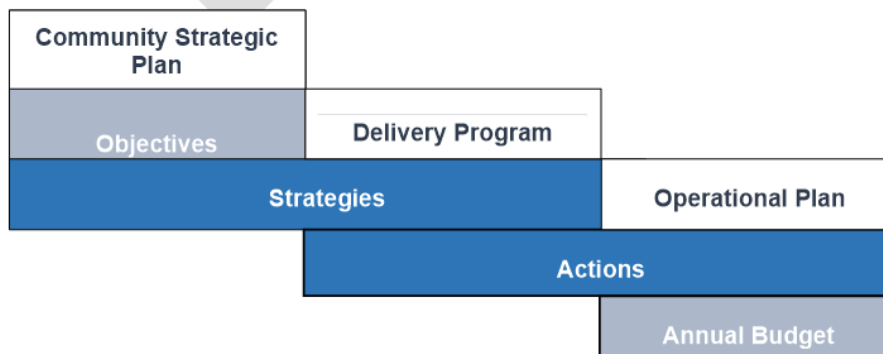 Community Strategic
Plan
Objectives
Delivery Program
Strategies
Operational Plan
Actions
Annual Budget